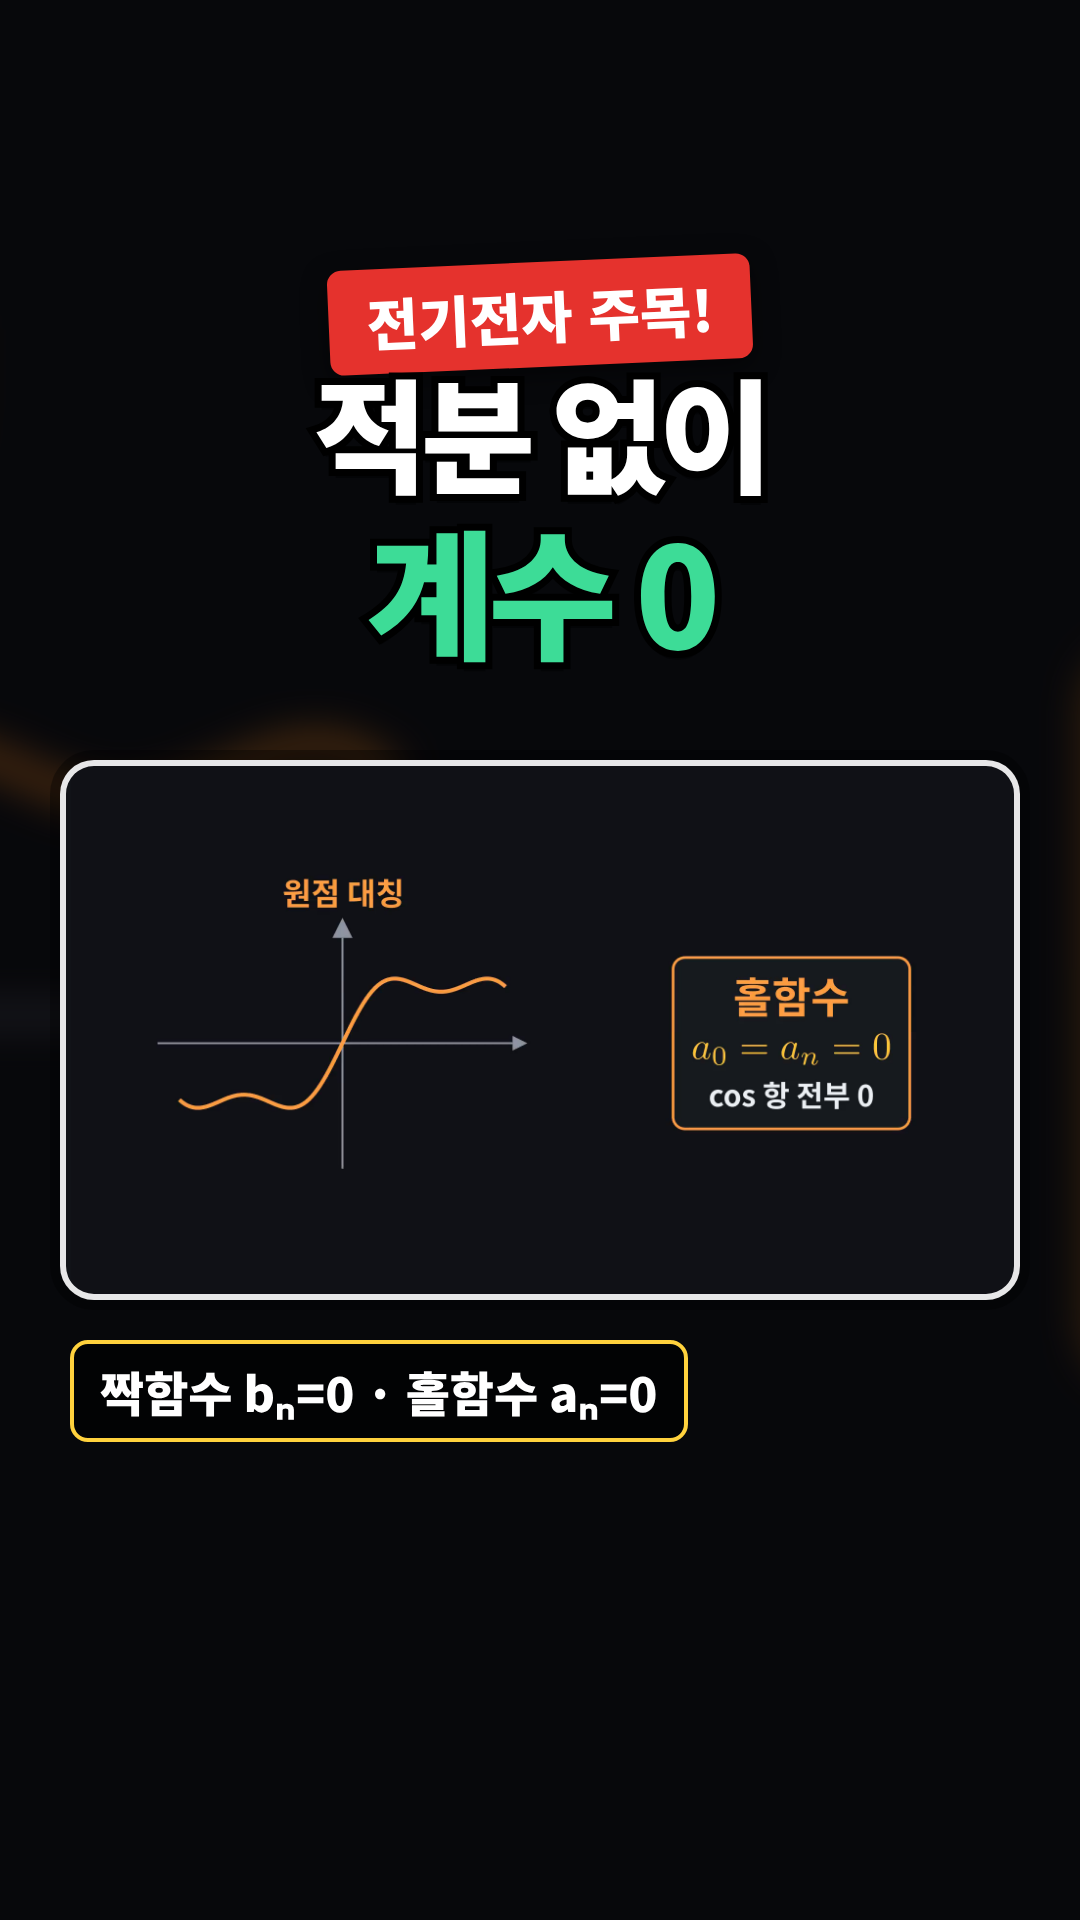 전기전자 주목!
적분 없이
계수 0
원점 대칭
홀함수
a₀ = aₙ = 0
cos 항 전부 0
짝함수 bₙ=0 · 홀함수 aₙ=0